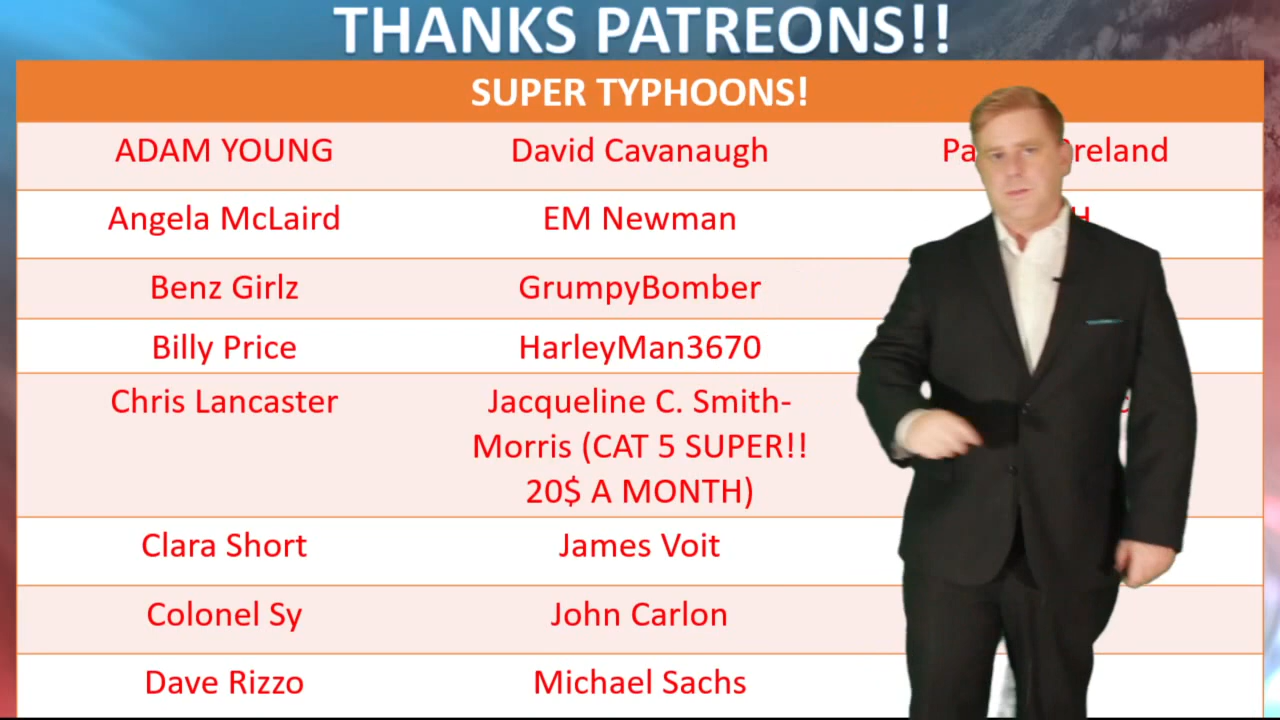 THANKS PATREONS!!
SUPER TYPHOONS!
ADAM YOUNG David Cavanaugh
Angela McLaird EM Newman
Benz Girlz GrumpyBomber
Billy Price HarleyMan3670
Chris Lancaster Jacqueline C. Smith-
Morris (CAT 5 SUPER!!
20$ A MONTH)
Clara Short James Voit
Colonel Sy John Carlon
Dave Rizzo Michael Sachs